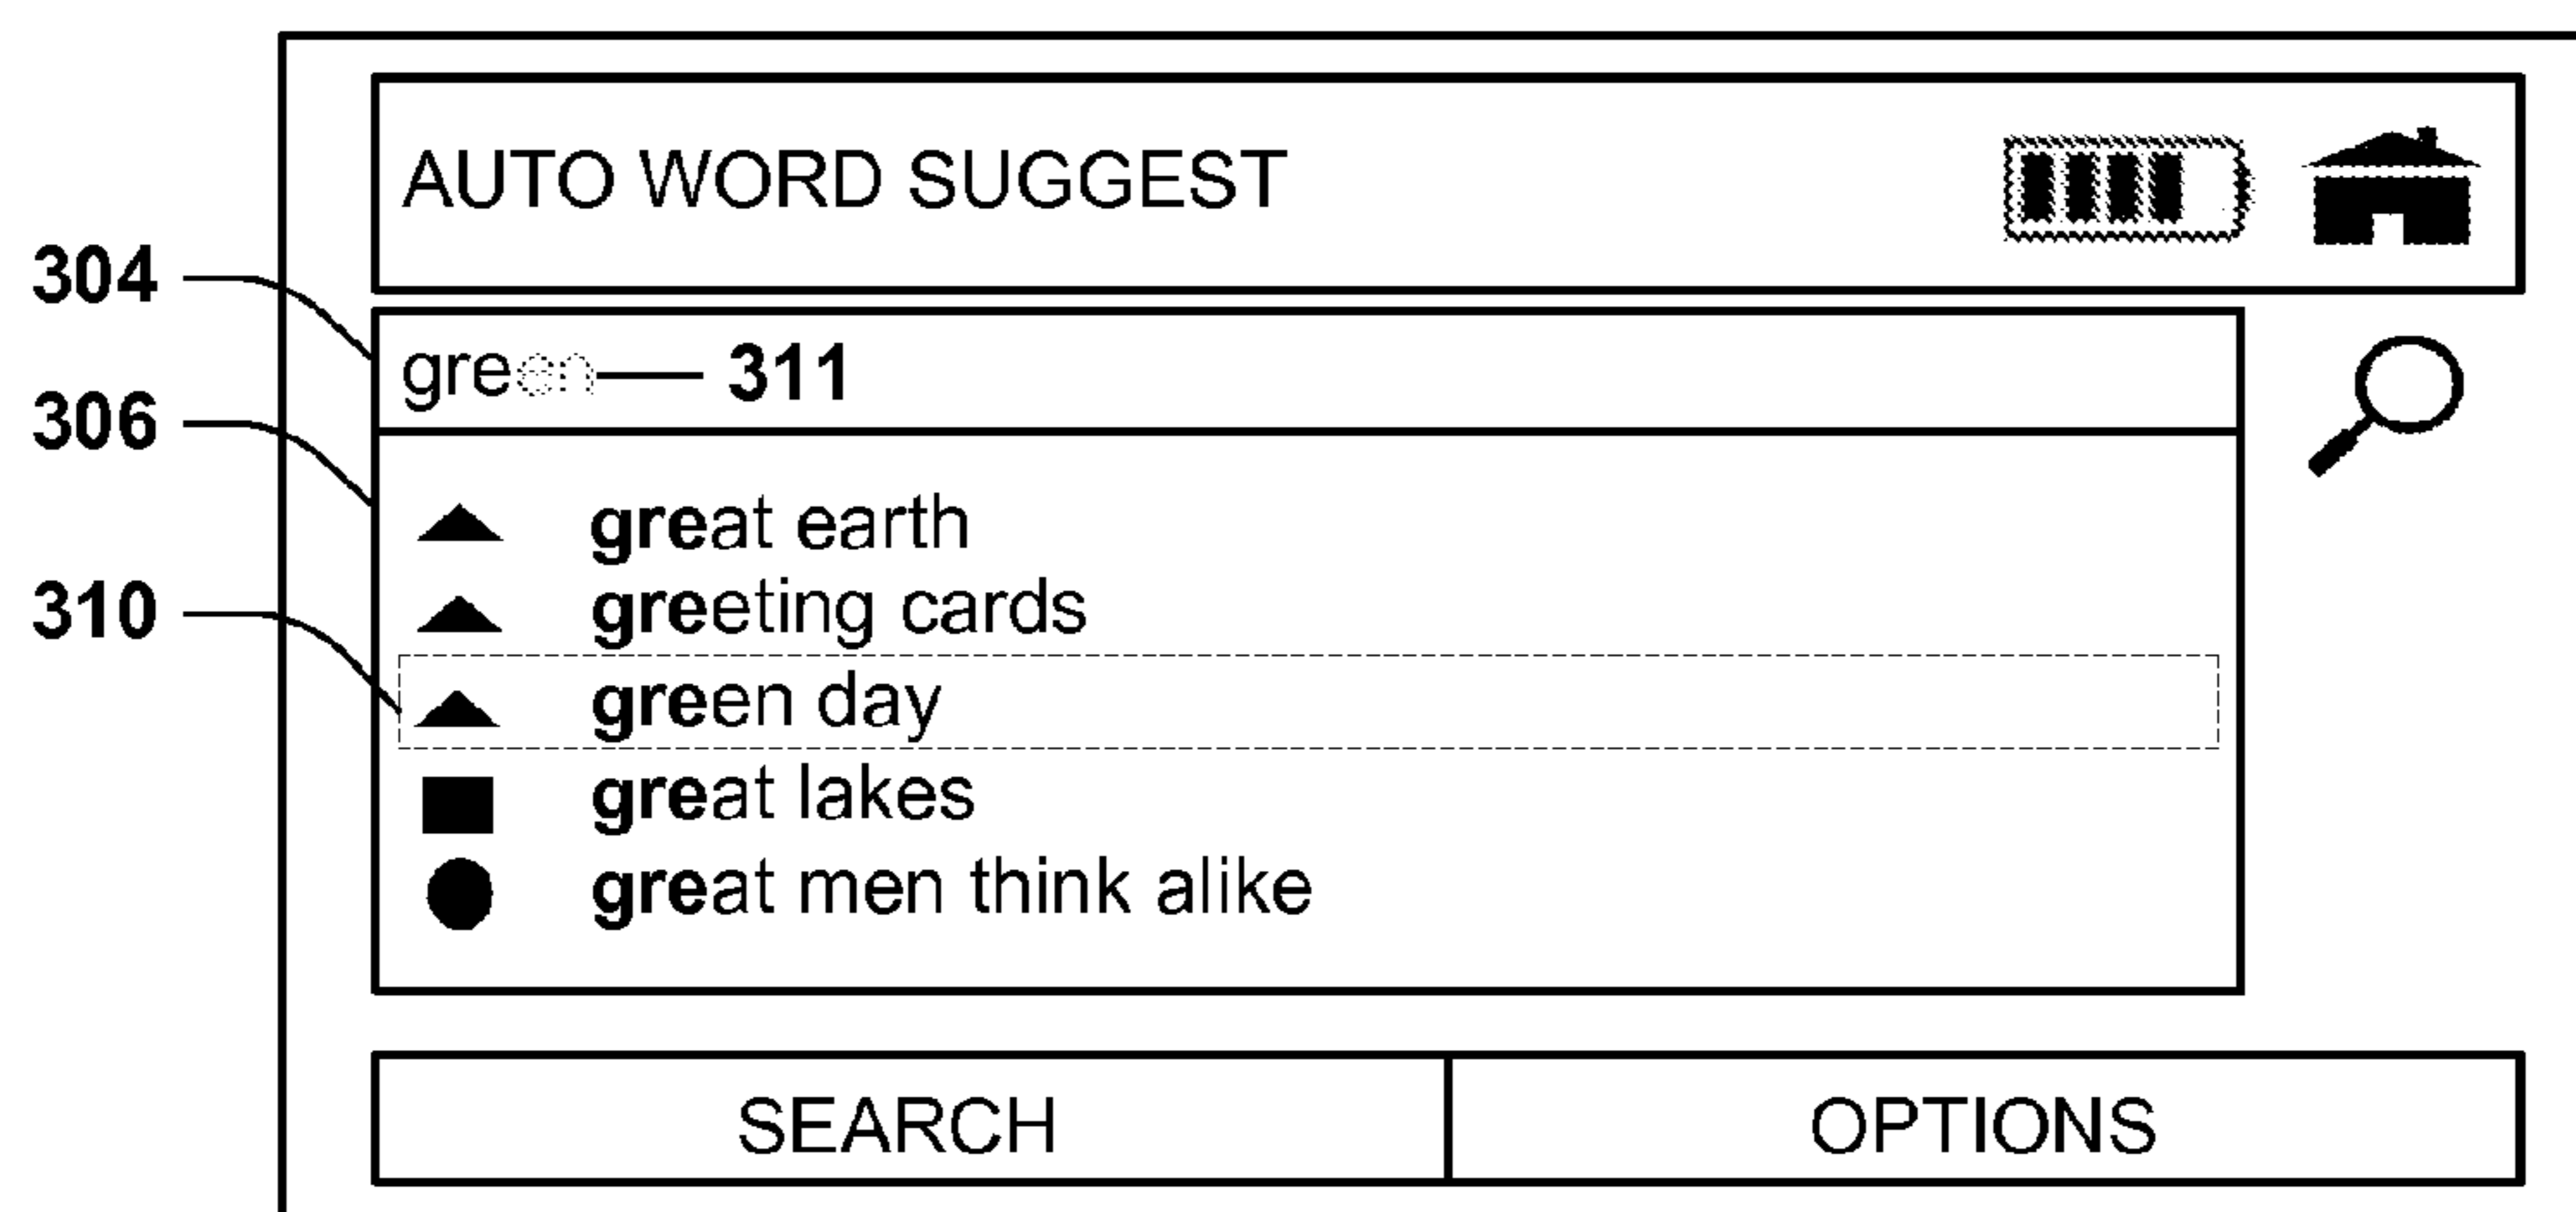 AUTO WORD SUGGEST
304
green 311
306
great earth
greeting cards
310
green day
great lakes
great men think alike
SEARCH OPTIONS